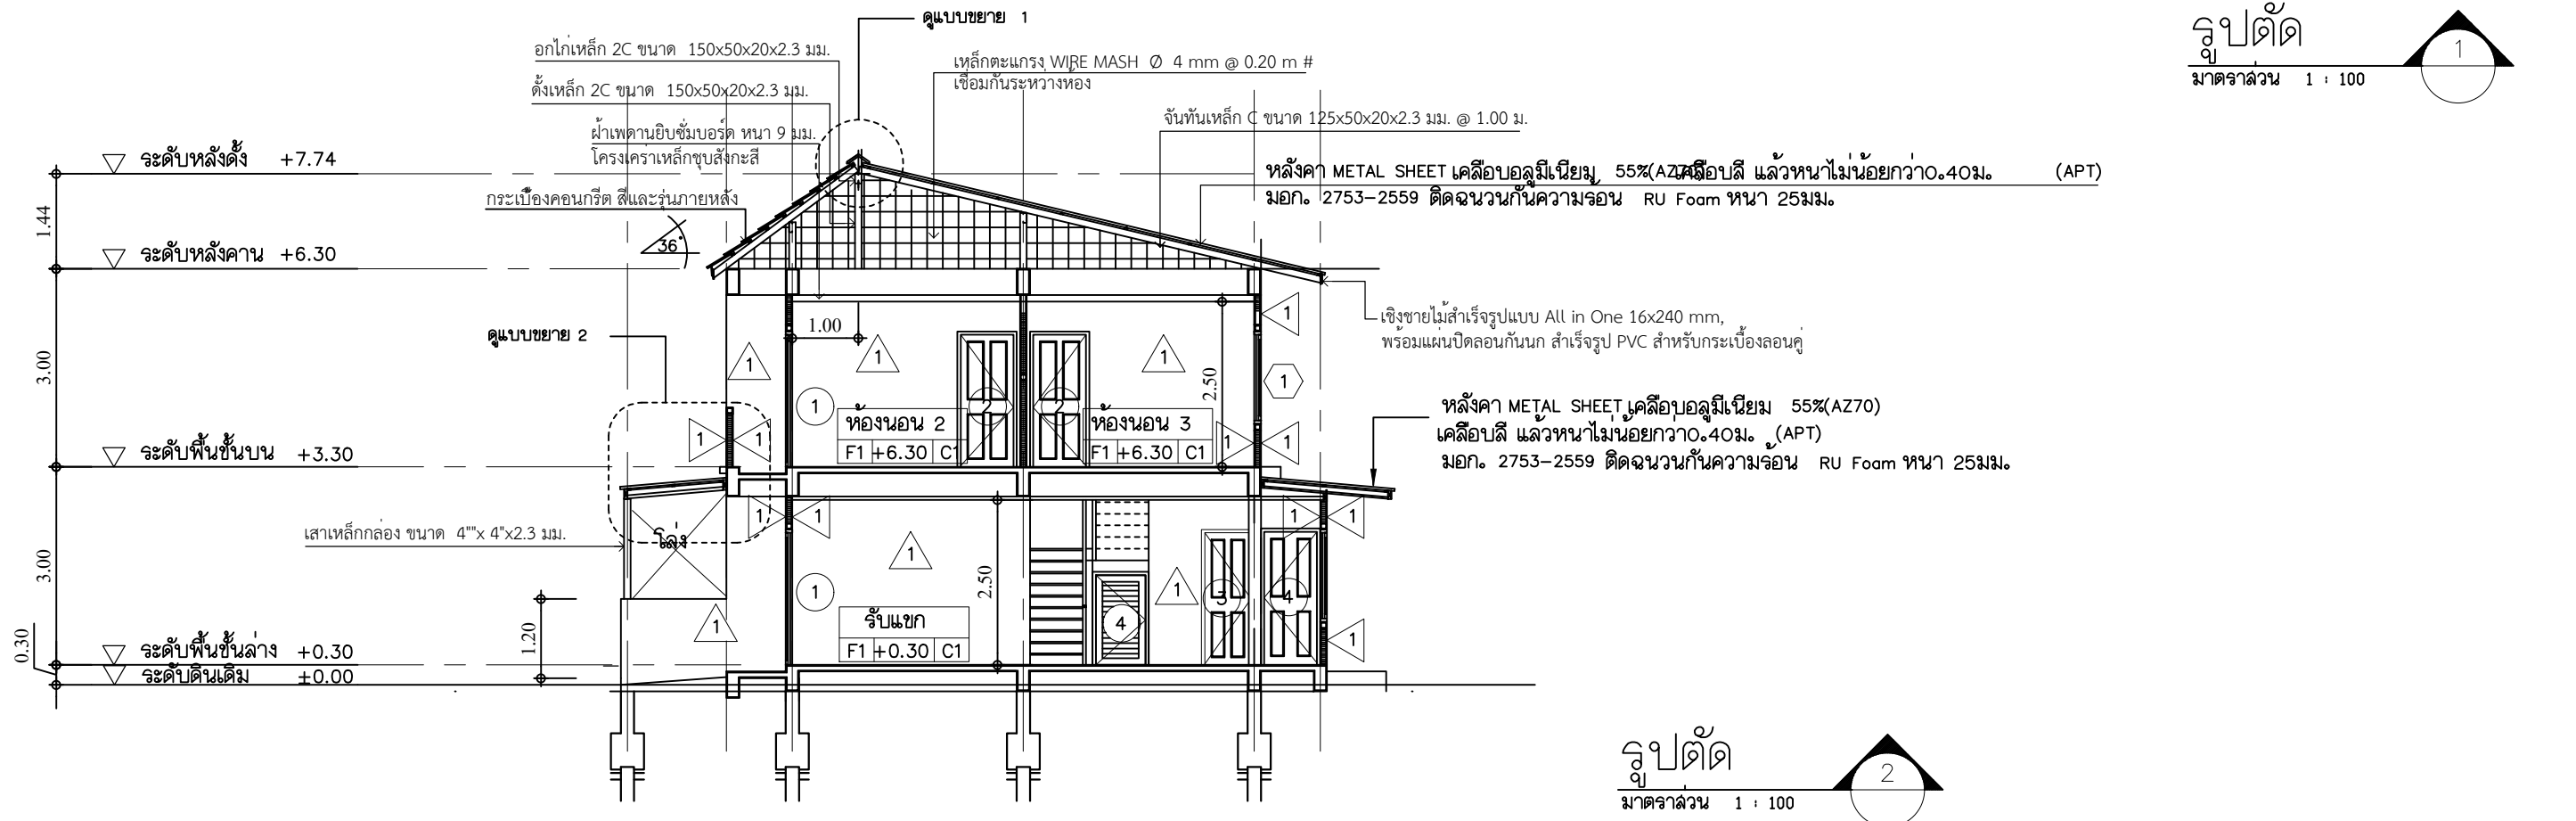 ดูแบบขยาย 1
รูปตัด
1
มาตราส่วน 1 : 100
อกไก่เหล็ก 2C ขนาด 150x50x20x2.3 มม.
เหล็กตะแกรง WIRE MASH Ø 4 mm @ 0.20 m #
เชื่อมกันระหว่างห้อง
ดั้งเหล็ก 2C ขนาด 150x50x20x2.3 มม.
จันทันเหล็ก C ขนาด 125x50x20x2.3 มม. @ 1.00 ม.
ฝ้าเพดานยิบซั่มบอร์ด หนา 9 มม.
โครงเคร่าเหล็กชุบสังกะสี
ระดับหลังดั้ง +7.74
หลังคา METAL SHEET เคลือบอลูมีเนียม 55%(AZ70) เคลือบสี แล้วหนาไม่น้อยกว่า0.40ม. (APT)
มอก. 2753-2559 ติดฉนวนกันความร้อน RU Foam หนา 25มม.
กระเบื้องคอนกรีต สีและรุ่นภายหลัง
1.44
36°
ระดับหลังคาน +6.30
เชิงชายไม้สำเร็จรูปแบบ All in One 16x240 mm,
พร้อมแผ่นปิดลอนกันนก สำเร็จรูป PVC สำหรับกระเบื้องลอนคู่
1.00
1
ดูแบบขยาย 2
3.00
1
1
1
2.50
1
1
2
2
หลังคา METAL SHEET เคลือบอลูมีเนียม 55%(AZ70)
เคลือบสี แล้วหนาไม่น้อยกว่า0.40ม. (APT)
มอก. 2753-2559 ติดฉนวนกันความร้อน RU Foam หนา 25มม.
ห้องนอน 2
F1 +6.30 C1
ห้องนอน 3
F1 +6.30 C1
1
1
1
1
ระดับพื้นชั้นบน +3.30
1
1
1
1
เสาเหล็กกล่อง ขนาด 4""x 4"x2.3 มม.
โล่ง
3.00
1
2.50
1
1
3
4
4
รับแขก
F1 +0.30 C1
1.20
1
1
0.30
ระดับพื้นชั้นล่าง +0.30
ระดับดินเดิม ±0.00
รูปตัด
2
มาตราส่วน 1 : 100